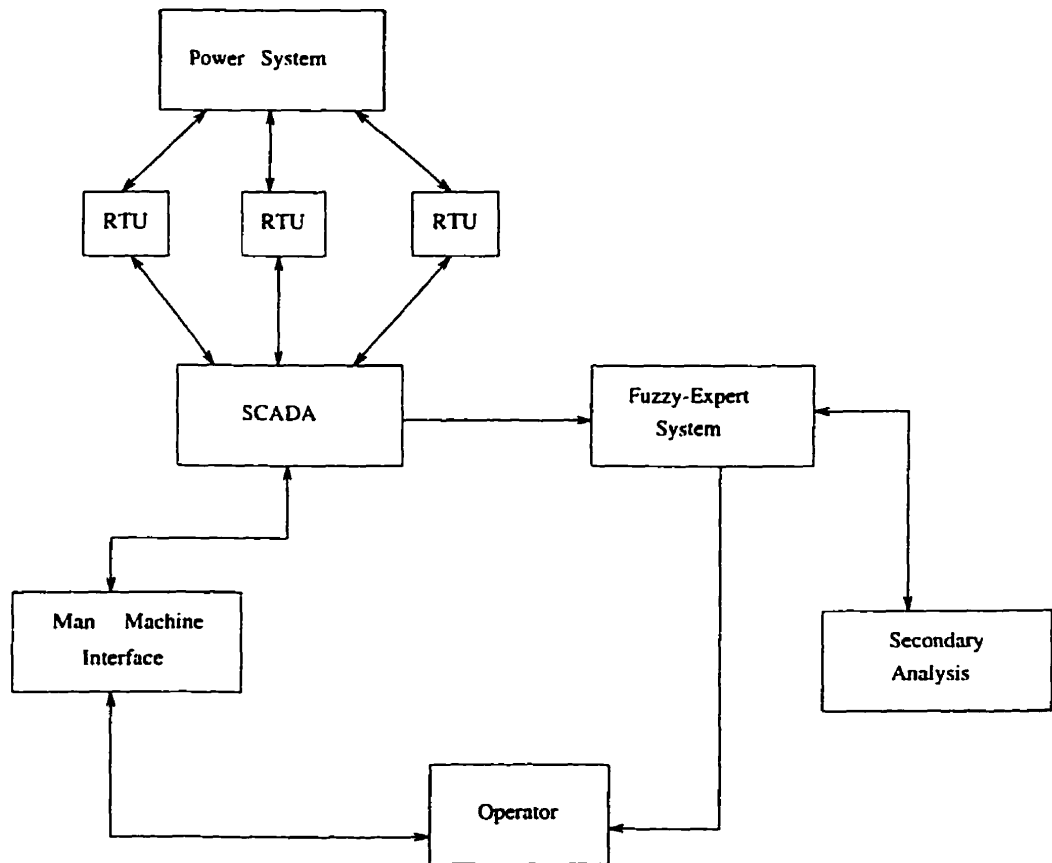 Power System
RTU
RTU
RTU
SCADA
Fuzzy-Expert
System
Man Machine
Interface
Secondary
Analysis
Operator